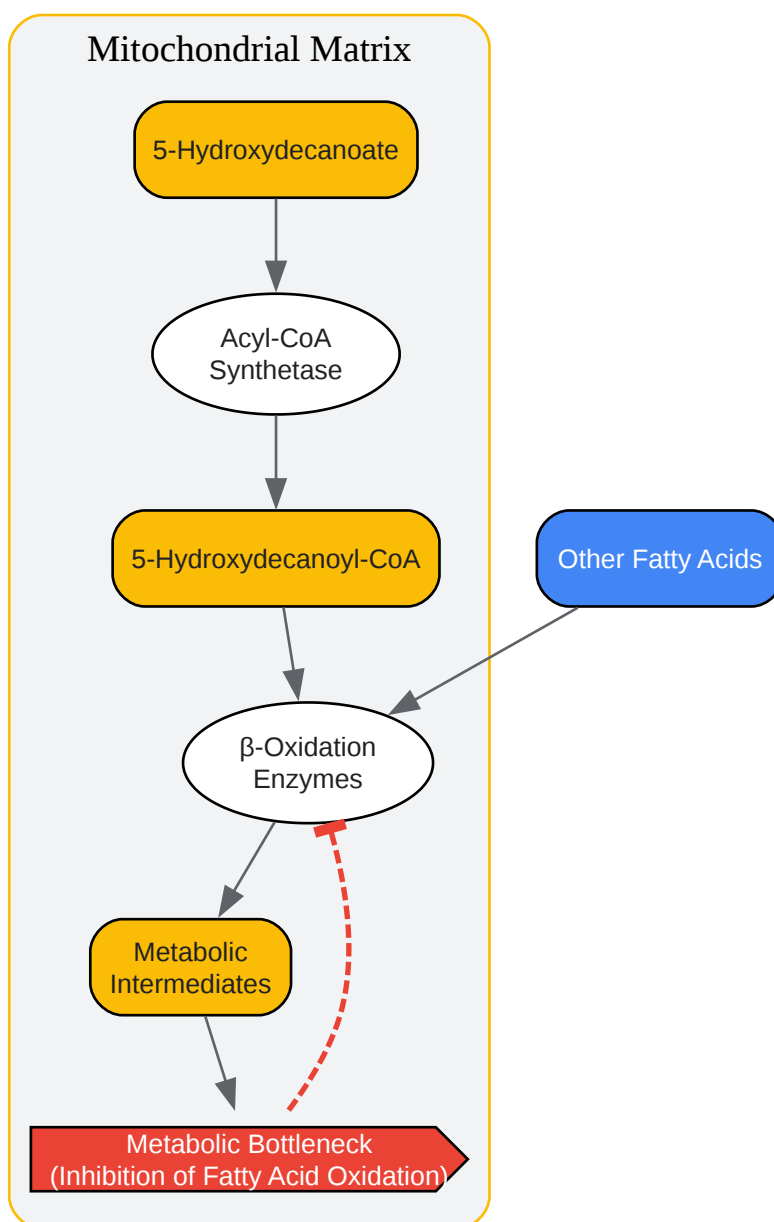 Mitochondrial Matrix
5-Hydroxydecanoate
Acyl-CoA
Synthetase
5-Hydroxydecanoyl-CoA
Other Fatty Acids
β-Oxidation
Enzymes
Metabolic
Intermediates
Metabolic Bottleneck
(Inhibition of Fatty Acid Oxidation)